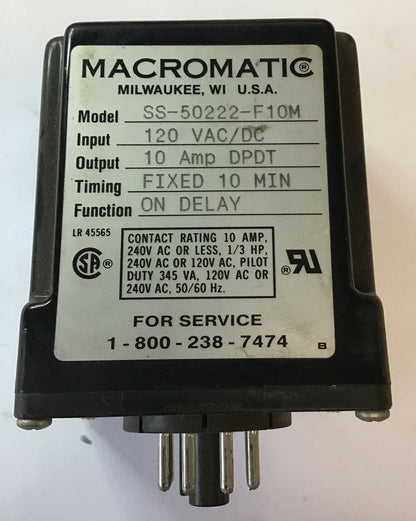 MACROMATIC®
MILWAUKEE, WI U.S.A.
Model SS-50222-F10M
Input 120 VAC/DC
Output 10 Amp DPDT
Timing FIXED 10 MIN
Function ON DELAY
LR 45565
SA ®
CONTACT RATING 10 AMP,
240V AC OR LESS, 1/3 HP,
240V AC OR 120V AC, PILOT
DUTY 345 VA, 120V AC OR
240V AC, 50/60 Hz.
® RU
FOR SERVICE
1-800-238-7474
B